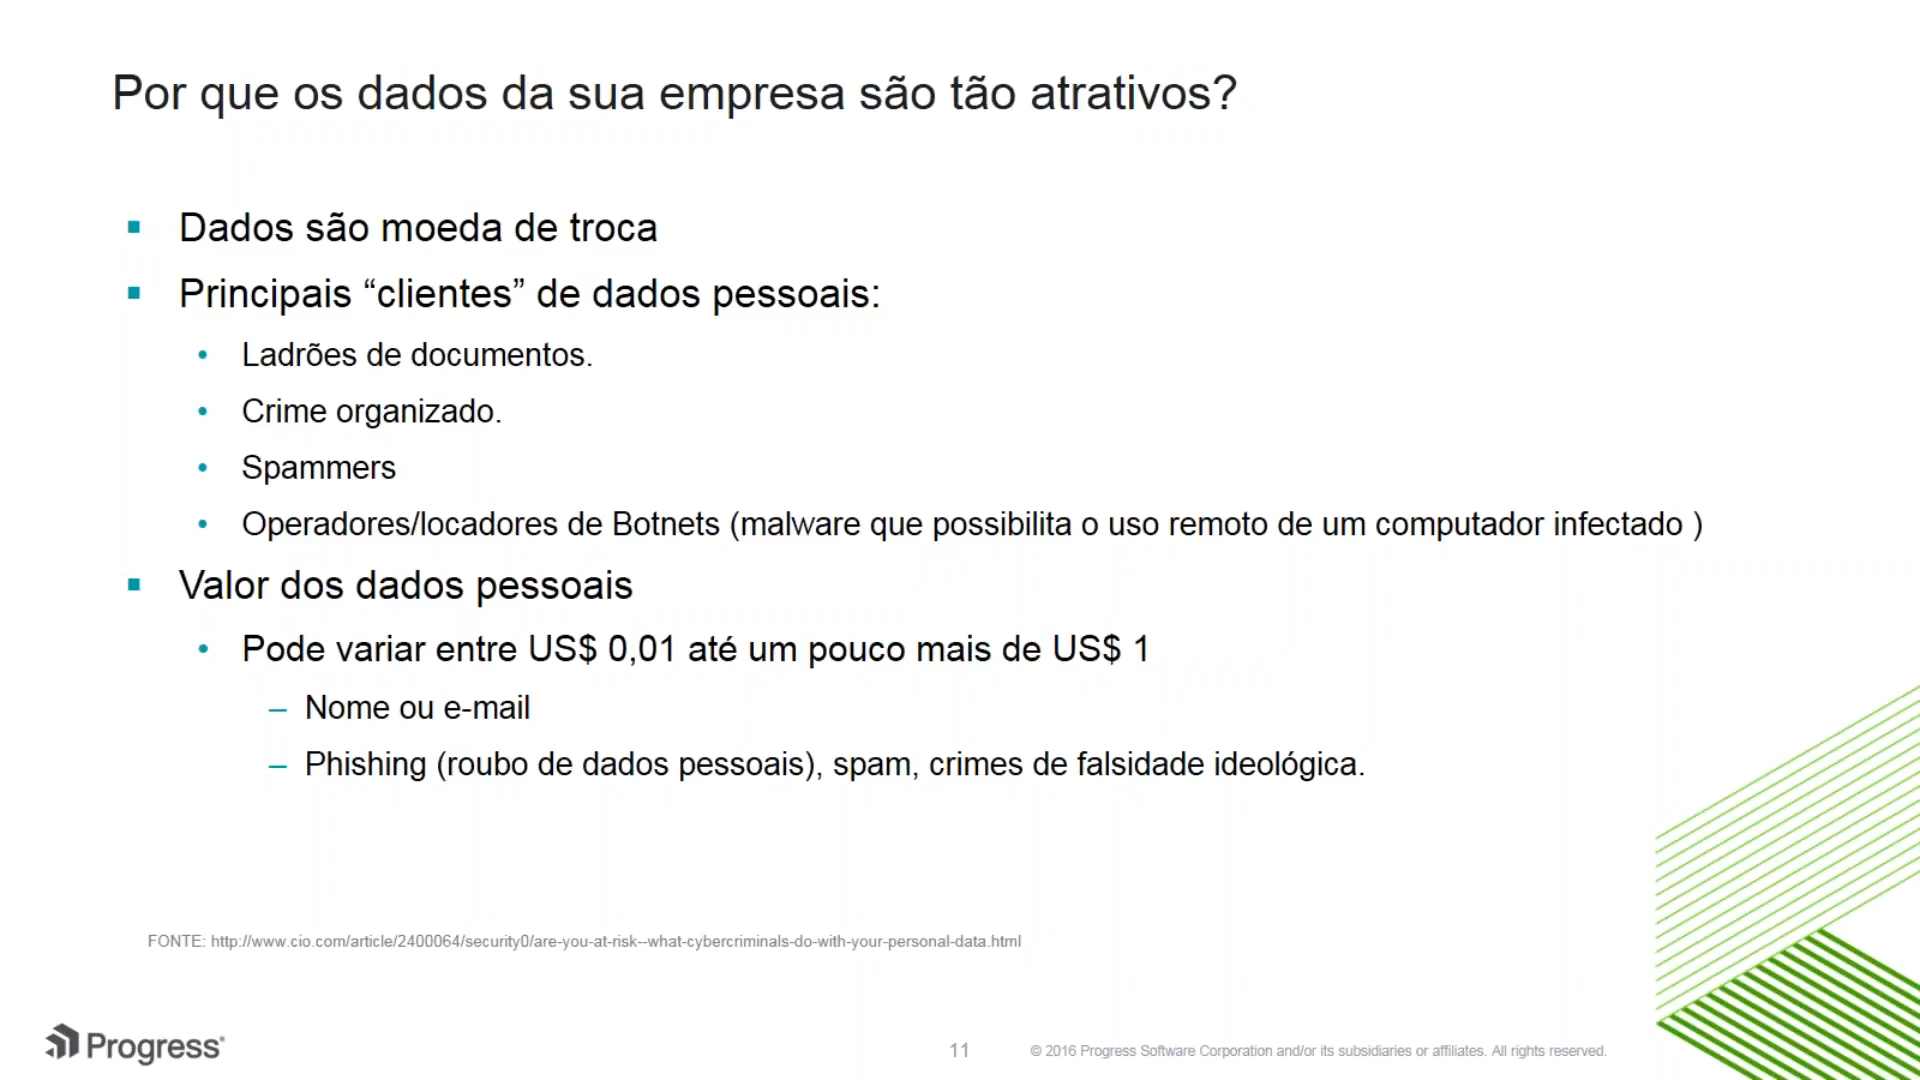 Por que os dados da sua empresa são tão atrativos?
▪ Dados são moeda de troca
▪ Principais “clientes” de dados pessoais:
• Ladrões de documentos.
• Crime organizado.
• Spammers
• Operadores/locadores de Botnets (malware que possibilita o uso remoto de um computador infectado )
▪ Valor dos dados pessoais
• Pode variar entre US$ 0,01 até um pouco mais de US$ 1
– Nome ou e-mail
– Phishing (roubo de dados pessoais), spam, crimes de falsidade ideológica.
FONTE: http://www.cio.com/article/2400064/security0/are-you-at-risk--what-cybercriminals-do-with-your-personal-data.html
Progress®
11
© 2016 Progress Software Corporation and/or its subsidiaries or affiliates. All rights reserved.